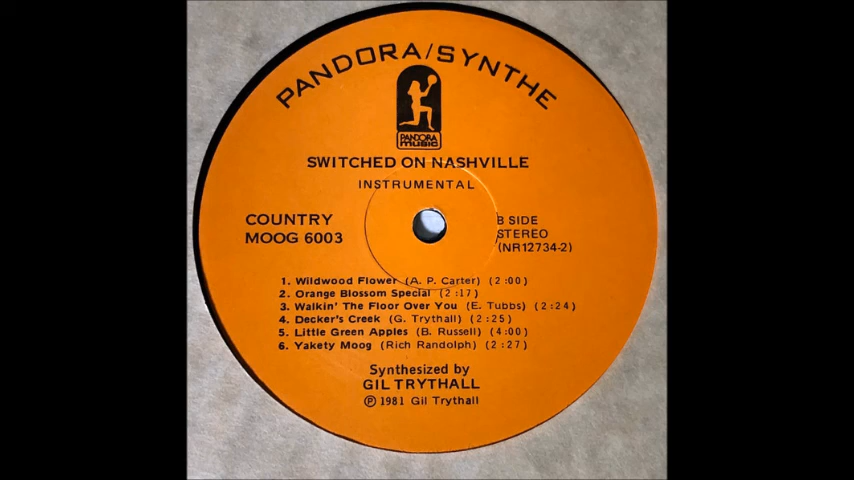 PANDORA/SYNTHE
PANDORA
music
SWITCHED ON NASHVILLE
INSTRUMENTAL
COUNTRY
MOOG 6003
B SIDE
STEREO
(NR12734-2)
1. Wildwood Flower (A. P. Carter) (2:00)
2. Orange Blossom Special (2:17)
3. Walkin' The Floor Over You (E. Tubbs) (2:24)
4. Decker's Creek (G. Trythall) (2:25)
5. Little Green Apples (B. Russell) (4:00)
6. Yakety Moog (Rich Randolph) (2:27)
Synthesized by
GIL TRYTHALL
℗ 1981 Gil Trythall